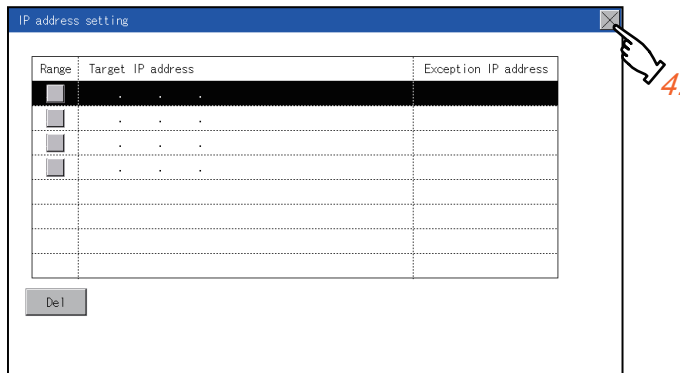 IP address setting
Range Target IP address Exception IP address
. . .
. . .
. . .
. . .
Del
4.